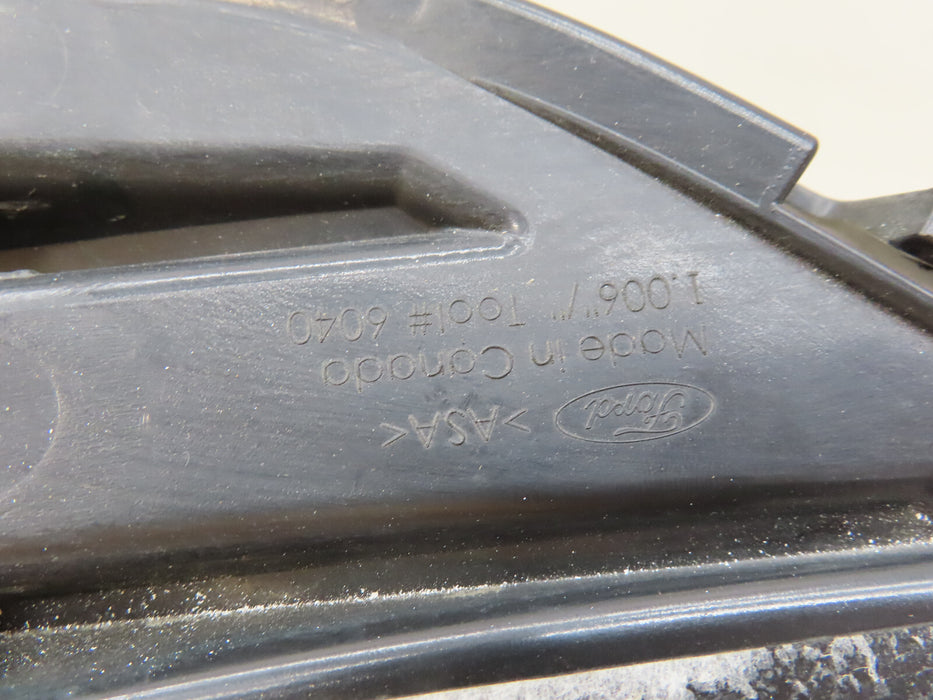 Ford >ASA<
Made in Canada
1.006"/" Tool# 6040